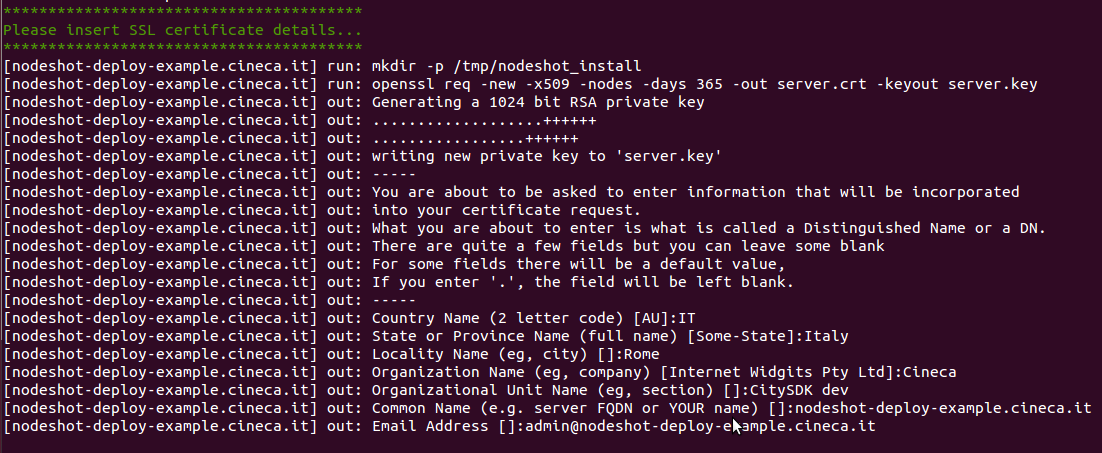 ****************************************
Please insert SSL certificate details...
****************************************
[nodeshot-deploy-example.cineca.it] run: mkdir -p /tmp/nodeshot_install
[nodeshot-deploy-example.cineca.it] run: openssl req -new -x509 -nodes -days 365 -out server.crt -keyout server.key
[nodeshot-deploy-example.cineca.it] out: Generating a 1024 bit RSA private key
[nodeshot-deploy-example.cineca.it] out: ...................++++++
[nodeshot-deploy-example.cineca.it] out: .................++++++
[nodeshot-deploy-example.cineca.it] out: writing new private key to 'server.key'
[nodeshot-deploy-example.cineca.it] out: -----
[nodeshot-deploy-example.cineca.it] out: You are about to be asked to enter information that will be incorporated
[nodeshot-deploy-example.cineca.it] out: into your certificate request.
[nodeshot-deploy-example.cineca.it] out: What you are about to enter is what is called a Distinguished Name or a DN.
[nodeshot-deploy-example.cineca.it] out: There are quite a few fields but you can leave some blank
[nodeshot-deploy-example.cineca.it] out: For some fields there will be a default value,
[nodeshot-deploy-example.cineca.it] out: If you enter '.', the field will be left blank.
[nodeshot-deploy-example.cineca.it] out: -----
[nodeshot-deploy-example.cineca.it] out: Country Name (2 letter code) [AU]:IT
[nodeshot-deploy-example.cineca.it] out: State or Province Name (full name) [Some-State]:Italy
[nodeshot-deploy-example.cineca.it] out: Locality Name (eg, city) []:Rome
[nodeshot-deploy-example.cineca.it] out: Organization Name (eg, company) [Internet Widgits Pty Ltd]:Cineca
[nodeshot-deploy-example.cineca.it] out: Organizational Unit Name (eg, section) []:CitySDK dev
[nodeshot-deploy-example.cineca.it] out: Common Name (e.g. server FQDN or YOUR name) []:nodeshot-deploy-example.cineca.it
[nodeshot-deploy-example.cineca.it] out: Email Address []:admin@nodeshot-deploy-example.cineca.it